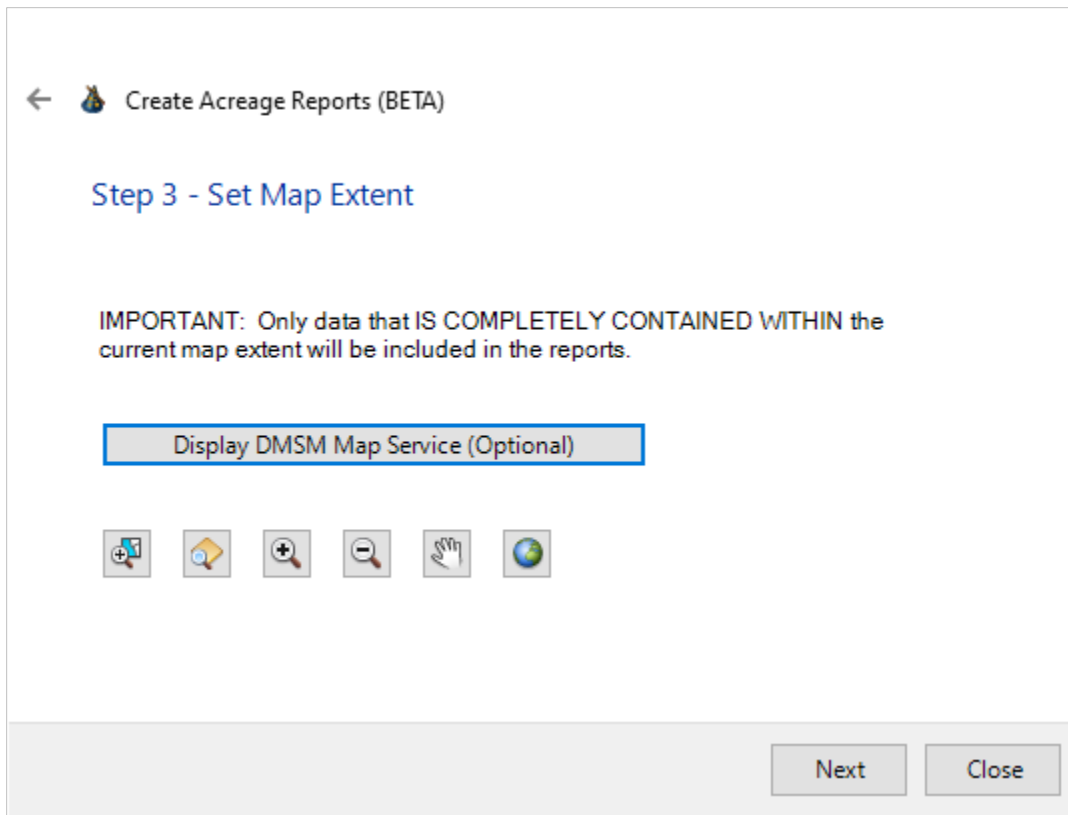 Create Acreage Reports (BETA)
Step 3 - Set Map Extent
IMPORTANT:  Only data that IS COMPLETELY CONTAINED WITHIN the
current map extent will be included in the reports.
Display DMSM Map Service (Optional)
Next
Close